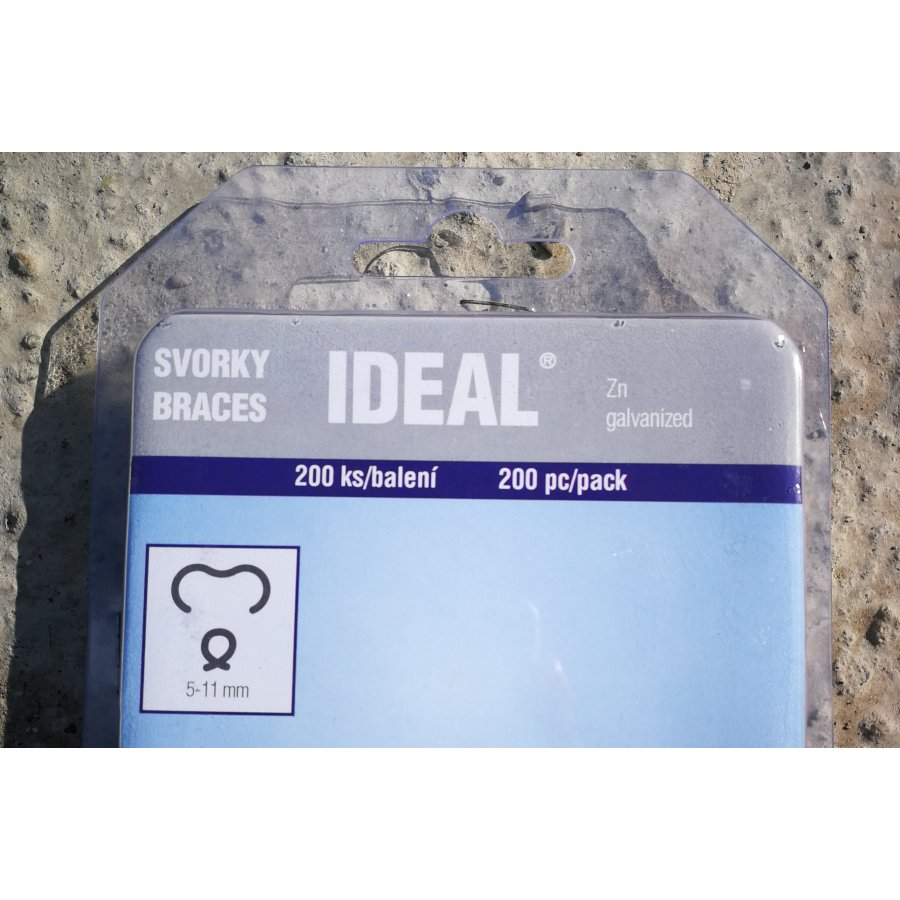 SVORKY
BRACES
IDEAL®
Zn
galvanized
200 ks/balení 200 pc/pack
5-11 mm